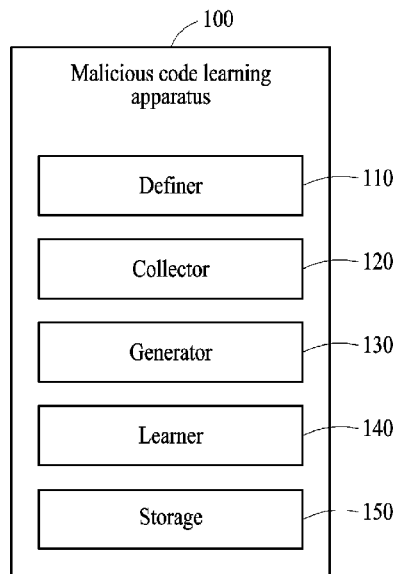 100
Malicious code learning
apparatus
Definer
110
Collector
120
Generator
130
Learner
140
Storage
150